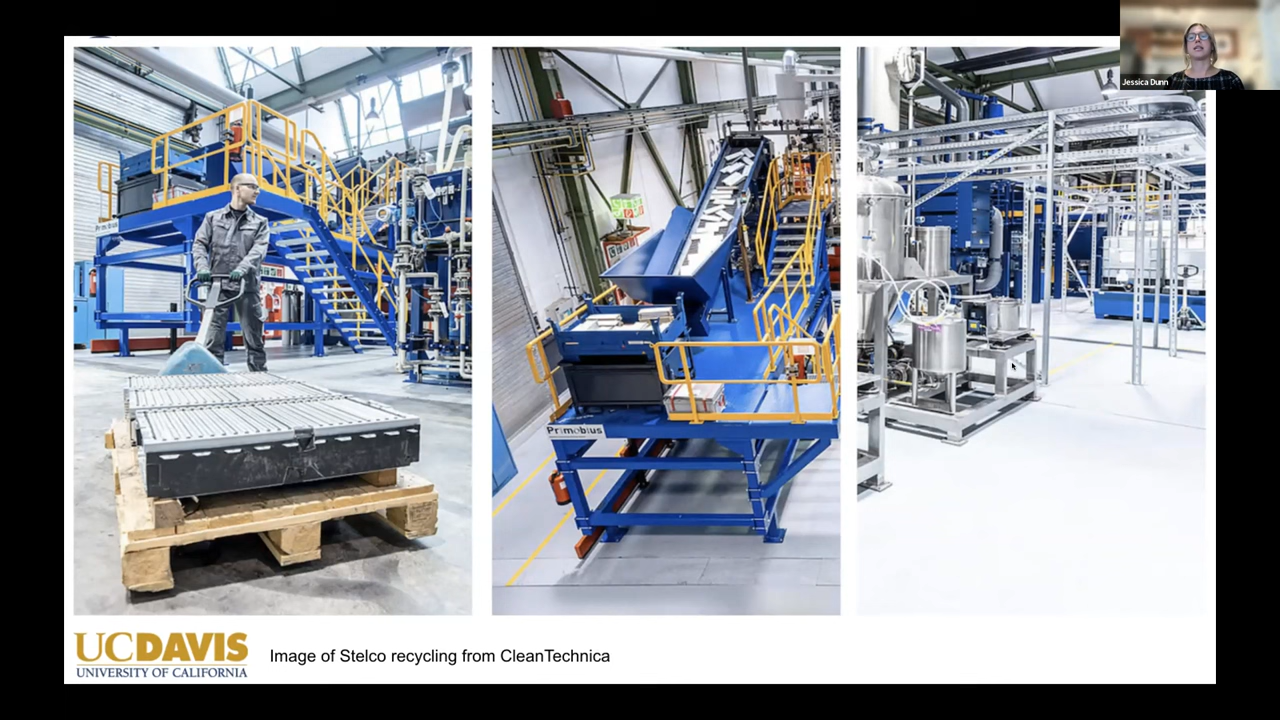 Jessica Dunn
Primobius
Primobius
UCDAVIS
UNIVERSITY OF CALIFORNIA
Image of Stelco recycling from CleanTechnica